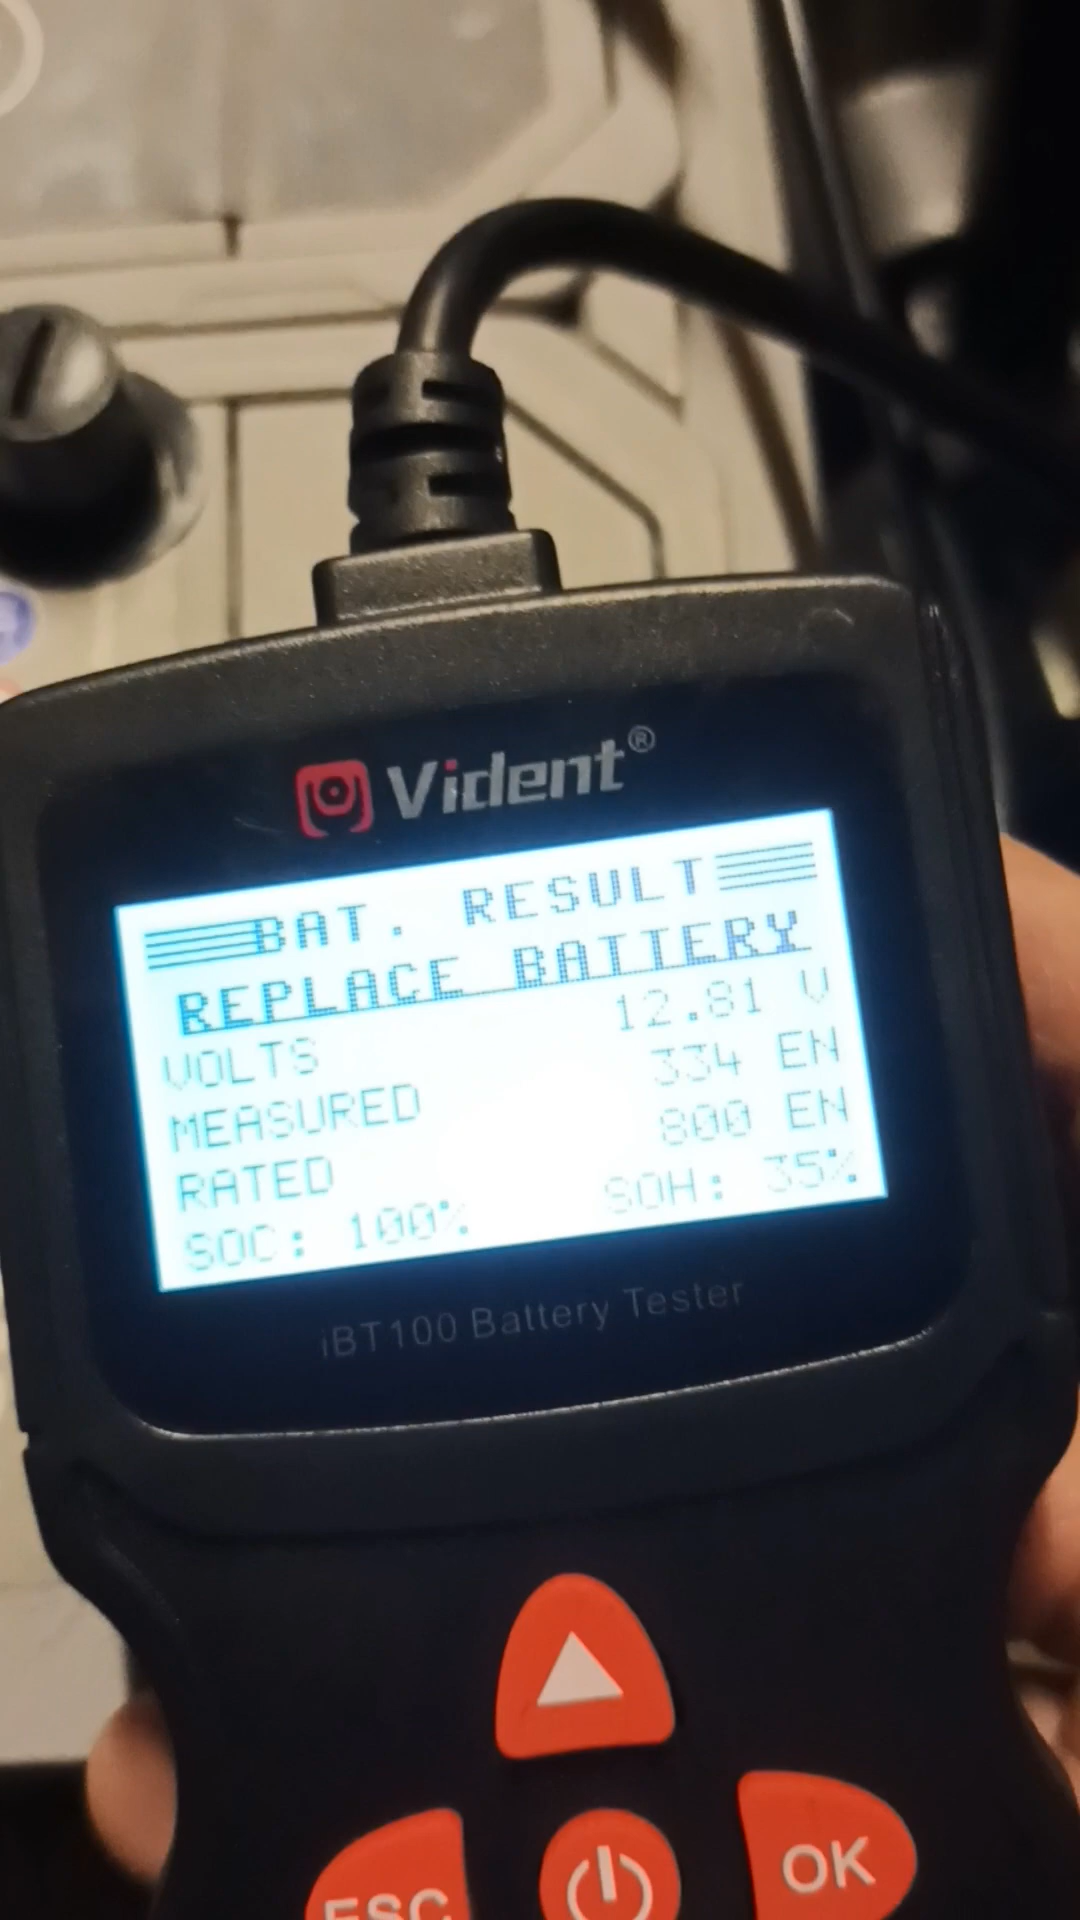 Vident®
BAT. RESULT
REPLACE BATTERY
VOLTS 12.81 V
MEASURED 334 EN
RATED 800 EN
SOC: 100% SOH: 35%
iBT100 Battery Tester
ESC
OK